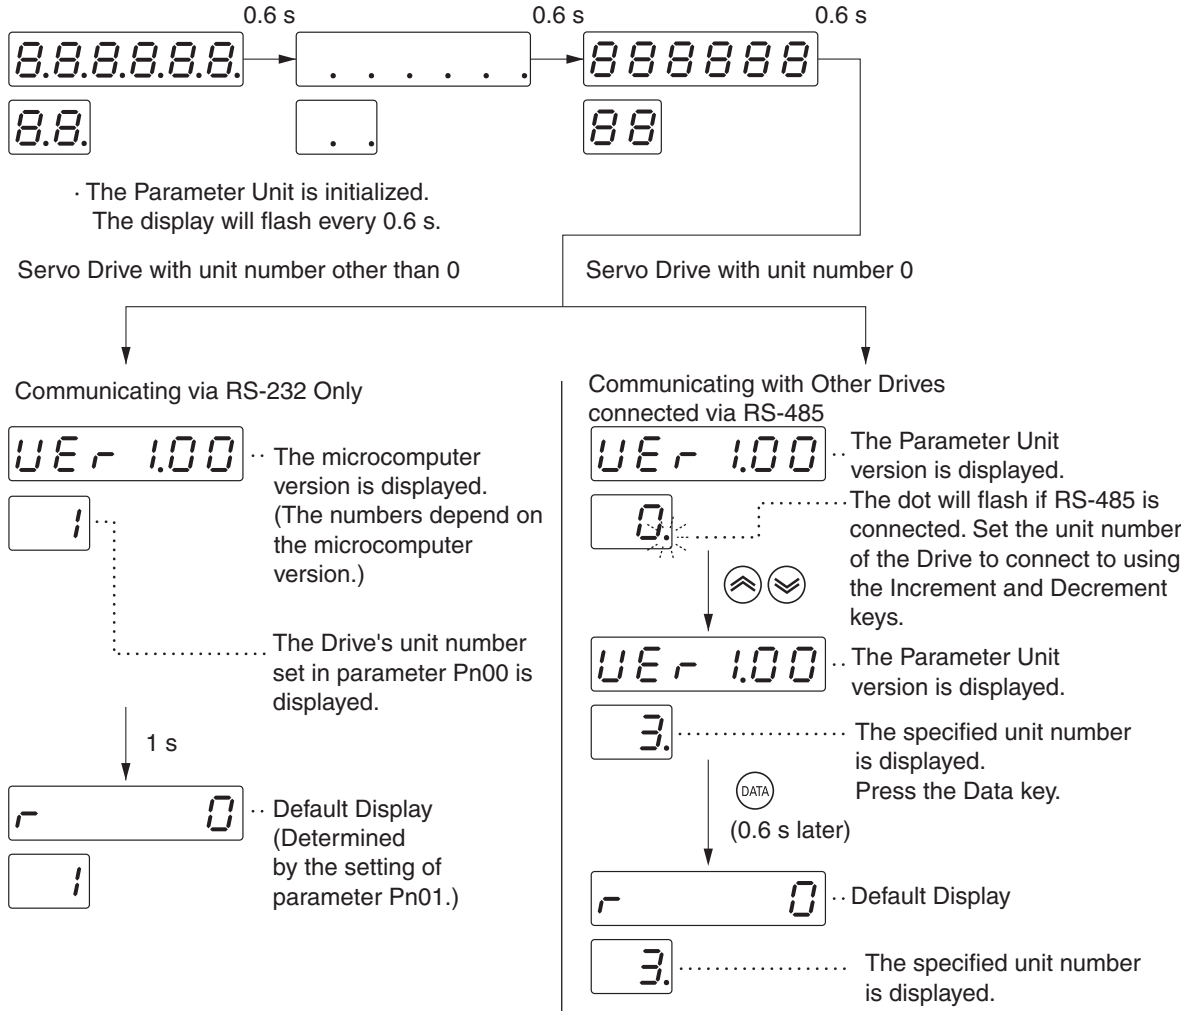 0.6 s
0.6 s
0.6 s
8.8.8.8.8.8.
. . . . . .
888888
8.8.
. .
88
· The Parameter Unit is initialized.
The display will flash every 0.6 s.
Servo Drive with unit number other than 0
Communicating via RS-232 Only
UEr 1.00
The microcomputer
version is displayed.
(The numbers depend on
the microcomputer
version.)
1
The Drive's unit number
set in parameter Pn00 is
displayed.
1 s
r 0
Default Display
(Determined
by the setting of
parameter Pn01.)
1
Servo Drive with unit number 0
Communicating with Other Drives
connected via RS-485
UEr 1.00
The Parameter Unit
version is displayed.
0.
The dot will flash if RS-485 is
connected. Set the unit number
of the Drive to connect to using
the Increment and Decrement
keys.
UEr 1.00
The Parameter Unit
version is displayed.
3.
The specified unit number
is displayed.
Press the Data key.
DATA
(0.6 s later)
r 0
Default Display
3.
The specified unit number
is displayed.